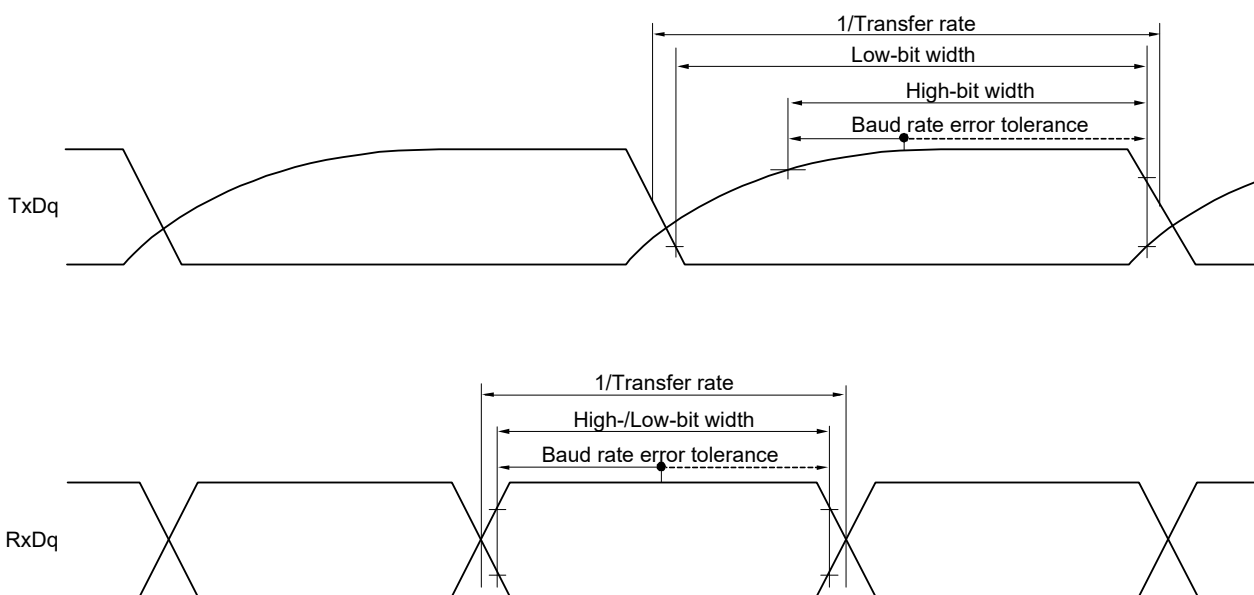 1/Transfer rate
Low-bit width
High-bit width
Baud rate error tolerance
TxDq
1/Transfer rate
High-/Low-bit width
Baud rate error tolerance
RxDq